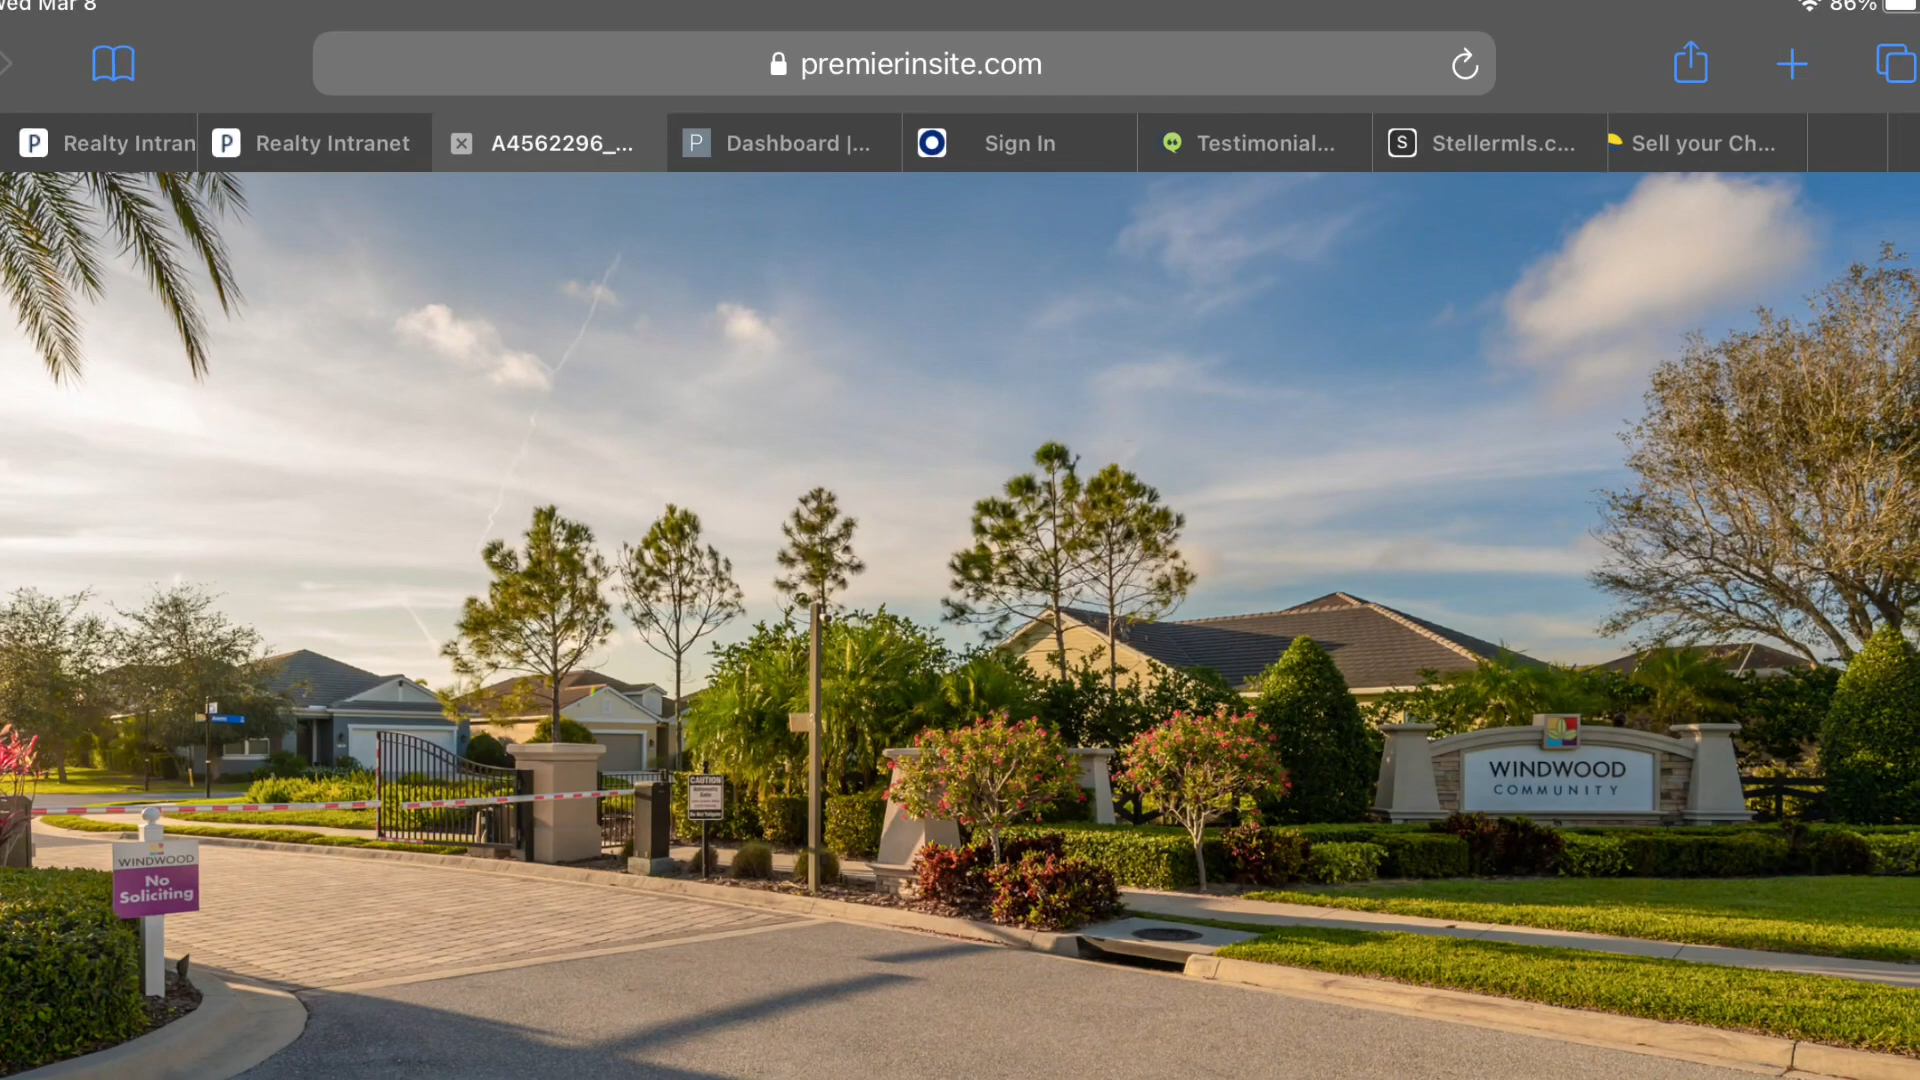 Wed Mar 8
86%
premierinsite.com
P Realty Intran
P Realty Intranet
A4562296_...
P Dashboard |...
Sign In
Testimonial...
S Stellermls.c...
Sell your Ch...
WINDWOOD
COMMUNITY
CAUTION
WINDWOOD
No
Soliciting